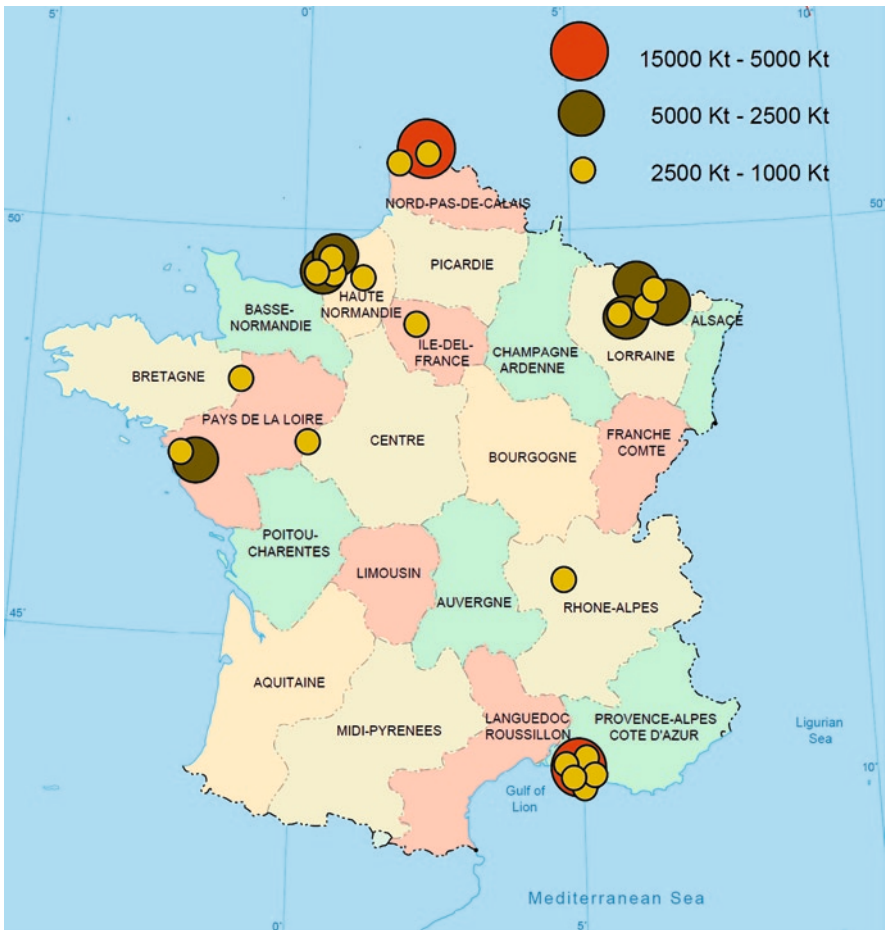 5°
0°
5°
10°
15000 Kt - 5000 Kt
5000 Kt - 2500 Kt
2500 Kt - 1000 Kt
NORD-PAS-DE-CALAIS
50°
50°
PICARDIE
HAUTE
NORMANDIE
BASSE-
NORMANDIE
ILE-DEL-
FRANCE
CHAMPAGNE
ARDENNE
LORRAINE
ALSACE
BRETAGNE
PAYS DE LA LOIRE
CENTRE
BOURGOGNE
FRANCHE
COMTE
POITOU-
CHARENTES
LIMOUSIN
AUVERGNE
RHONE-ALPES
45°
AQUITAINE
MIDI-PYRENEES
LANGUEDOC
ROUSSILLON
PROVENCE-ALPES
COTE D'AZUR
Ligurian
Sea
10°
Gulf of
Lion
Mediterranean Sea
0°
5°